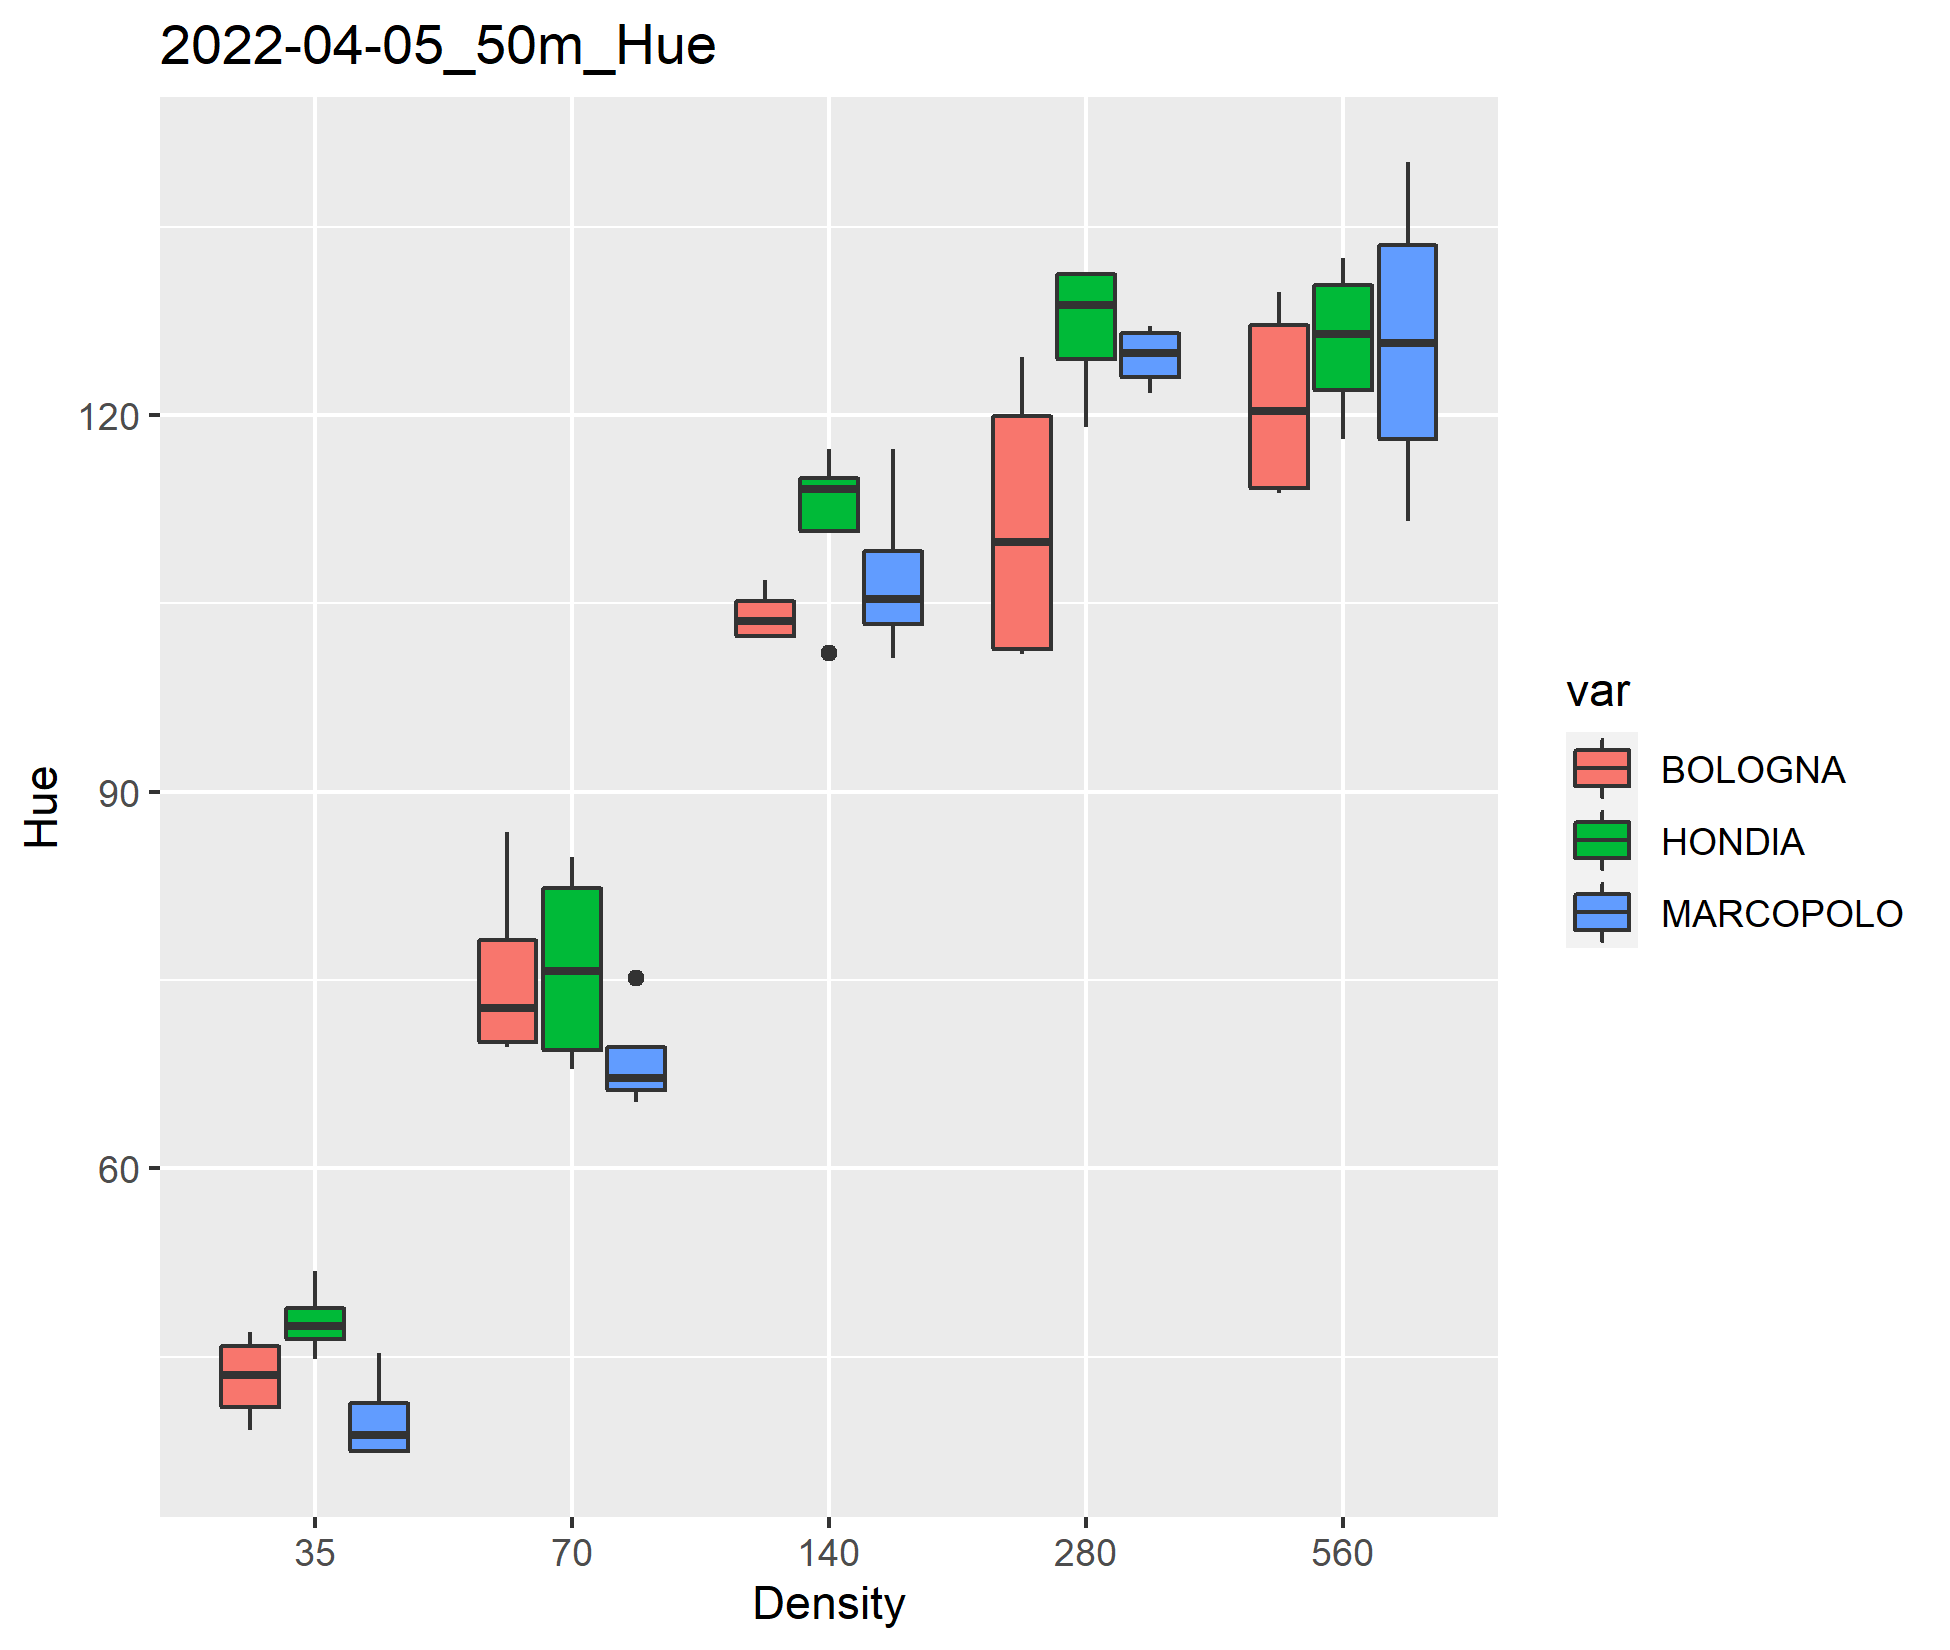 2022-04-05_50m_Hue
Hue
120
90
60
35 70 140 280 560
Density
var
BOLOGNA
HONDIA
MARCOPOLO